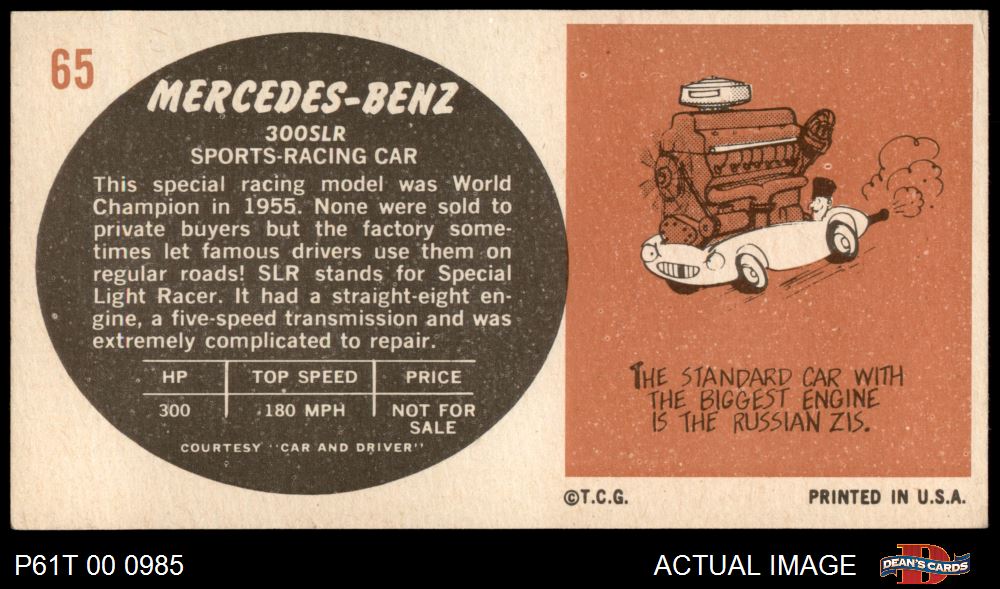 65
MERCEDES-BENZ
300SLR
SPORTS-RACING CAR
This special racing model was World
Champion in 1955. None were sold to
private buyers but the factory some-
times let famous drivers use them on
regular roads! SLR stands for Special
Light Racer. It had a straight-eight en-
gine, a five-speed transmission and was
extremely complicated to repair.
HP TOP SPEED PRICE
300 180 MPH NOT FOR
SALE
COURTESY "CAR AND DRIVER"
THE STANDARD CAR WITH
THE BIGGEST ENGINE
IS THE RUSSIAN ZIS.
©T.C.G. PRINTED IN U.S.A.
P61T 00 0985 ACTUAL IMAGE DEAN'S CARDS